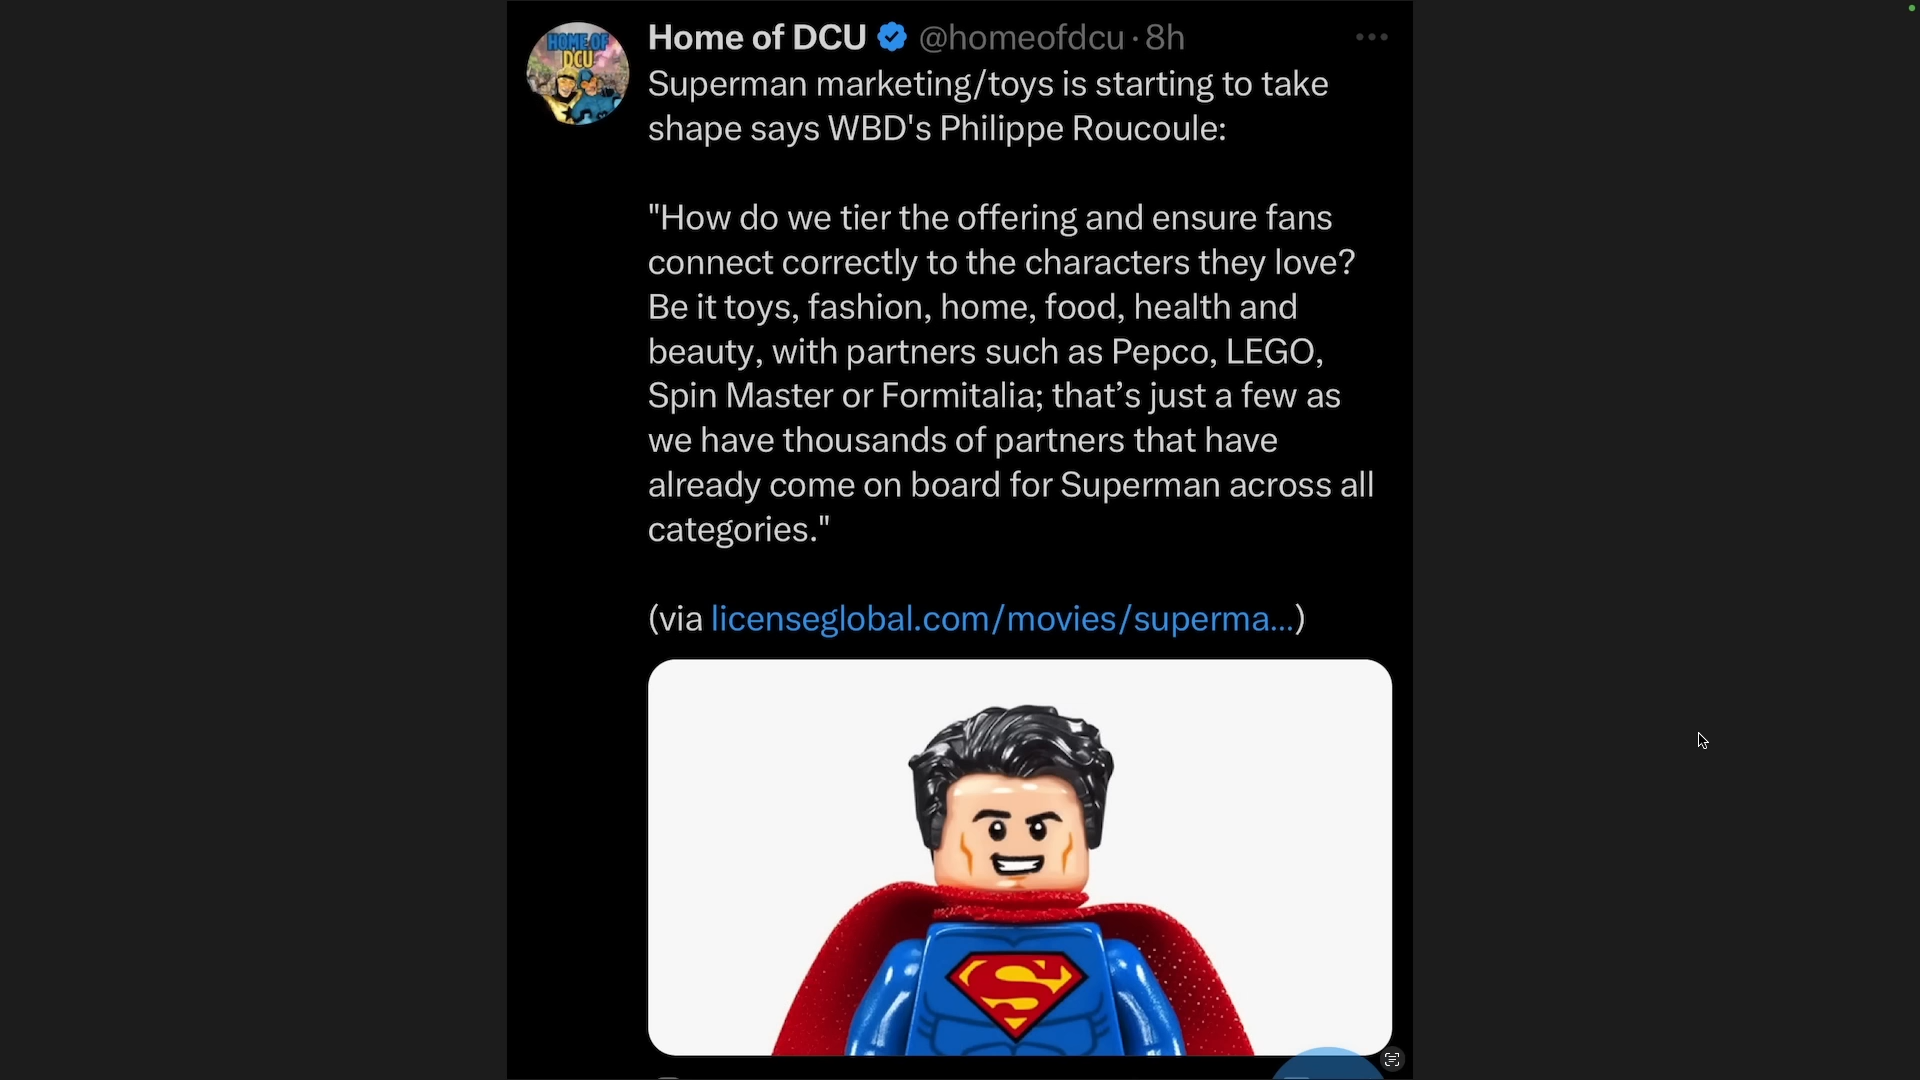 Home of DCU @homeofdcu · 8h
Superman marketing/toys is starting to take
shape says WBD's Philippe Roucoule:
"How do we tier the offering and ensure fans
connect correctly to the characters they love?
Be it toys, fashion, home, food, health and
beauty, with partners such as Pepco, LEGO,
Spin Master or Formitalia; that’s just a few as
we have thousands of partners that have
already come on board for Superman across all
categories."
(via licenseglobal.com/movies/superma...)
HOME OF
DCU
S